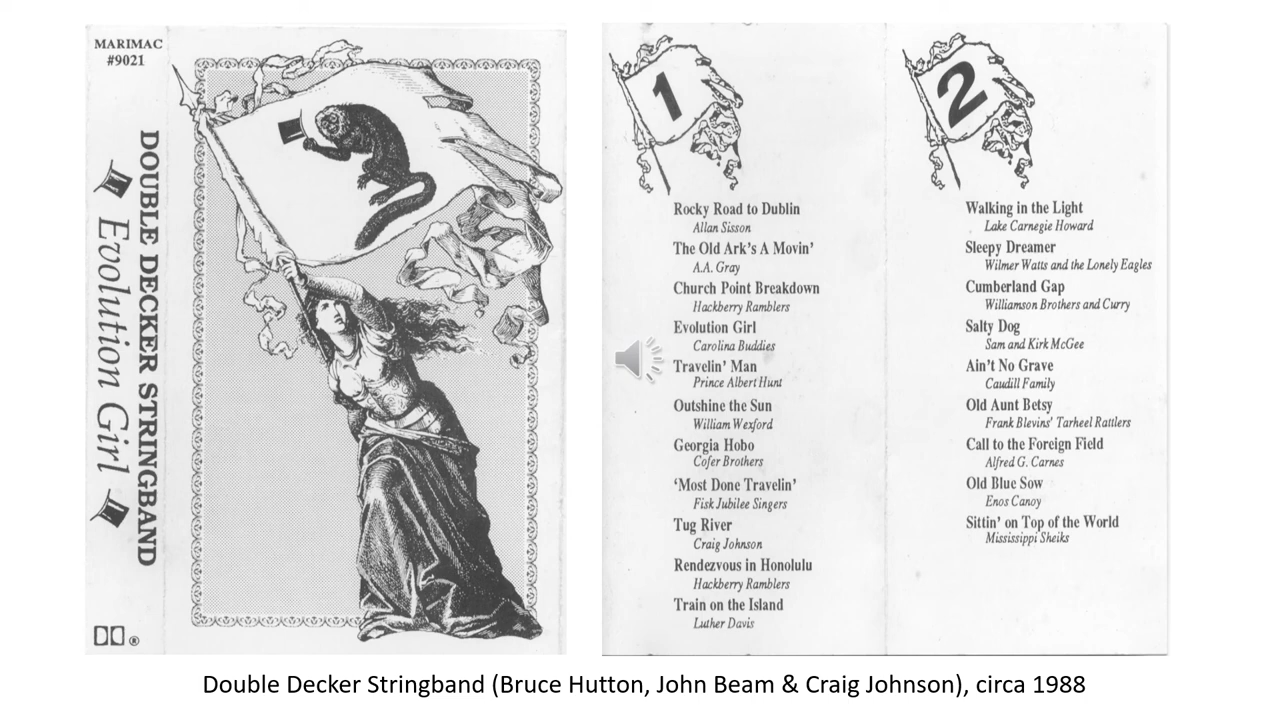 MARIMAC
#9021
DOUBLE DECKER STRINGBAND
Evolution Girl
®
1
Rocky Road to Dublin
Allan Sisson
The Old Ark's A Movin'
A.A. Gray
Church Point Breakdown
Hackberry Ramblers
Evolution Girl
Carolina Buddies
Travelin' Man
Prince Albert Hunt
Outshine the Sun
William Wexford
Georgia Hobo
Cofer Brothers
'Most Done Travelin'
Fisk Jubilee Singers
Tug River
Craig Johnson
Rendezvous in Honolulu
Hackberry Ramblers
Train on the Island
Luther Davis
2
Walking in the Light
Lake Carnegie Howard
Sleepy Dreamer
Wilmer Watts and the Lonely Eagles
Cumberland Gap
Williamson Brothers and Curry
Salty Dog
Sam and Kirk McGee
Ain't No Grave
Caudill Family
Old Aunt Betsy
Frank Blevins' Tarheel Rattlers
Call to the Foreign Field
Alfred G. Carnes
Old Blue Sow
Enos Canoy
Sittin' on Top of the World
Mississippi Sheiks
Double Decker Stringband (Bruce Hutton, John Beam & Craig Johnson), circa 1988